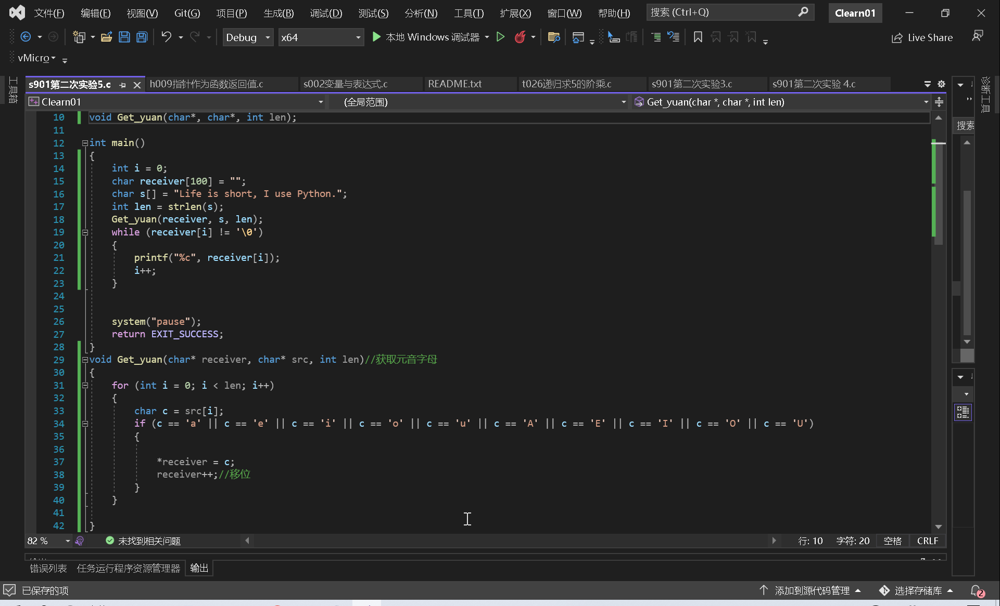 文件(F) 编辑(E) 视图(V) Git(G) 项目(P) 生成(B) 调试(D) 测试(S) 分析(N) 工具(T) 扩展(X) 窗口(W) 帮助(H) 搜索 (Ctrl+Q) Clearn01
Debug x64 本地 Windows 调试器 Live Share
vMicro
工具箱
s901第二次实验5.c h009指针作为函数返回值.c s002变量与表达式.c README.txt t026递归求5的阶乘.c s901第二次实验3.c s901第二次实验 4.c
诊断工具
Clearn01 (全局范围) Get_yuan(char *, char *, int len)
搜索
10 void Get_yuan(char*, char*, int len);
11
12 int main()
13 {
14 int i = 0;
15 char receiver[100] = "";
16 char s[] = "Life is short, I use Python.";
17 int len = strlen(s);
18 Get_yuan(receiver, s, len);
19 while (receiver[i] != '\0')
20 {
21 printf("%c", receiver[i]);
22 i++;
23 }
24
25
26 system("pause");
27 return EXIT_SUCCESS;
28 }
29 void Get_yuan(char* receiver, char* src, int len)//获取元音字母
30 {
31 for (int i = 0; i < len; i++)
32 {
33 char c = src[i];
34 if (c == 'a' || c == 'e' || c == 'i' || c == 'o' || c == 'u' || c == 'A' || c == 'E' || c == 'I' || c == 'O' || c == 'U')
35 {
36
37 *receiver = c;
38 receiver++;//移位
39 }
40 }
41
42 }
82 % 未找到相关问题 行: 10 字符: 20 空格 CRLF
错误列表 任务运行程序资源管理器 输出
已保存的项 添加到源代码管理 选择存储库 2